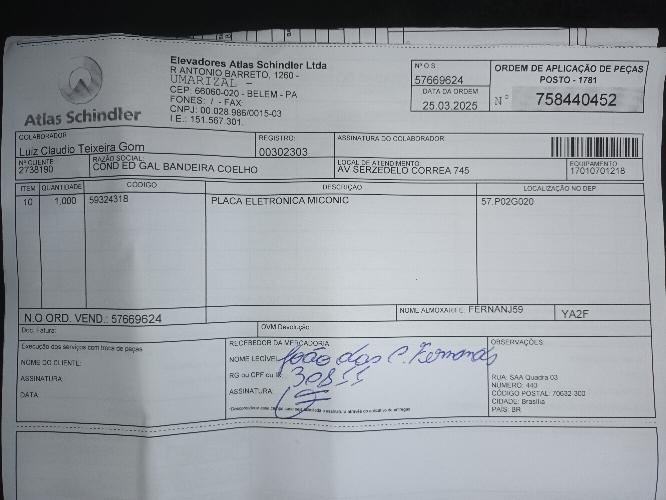 Atlas Schindler
Elevadores Atlas Schindler Ltda
R ANTONIO BARRETO, 1260 -
UMARIZAL -
CEP: 66060-020 - BELEM - PA
FONES: / - FAX:
CNPJ: 00.028.986/0015-03
I.E.: 151.567.301.
Nº O.S.
57669624
DATA DA ORDEM
25.03.2025
ORDEM DE APLICAÇÃO DE PEÇAS
POSTO - 1781
Nº 758440452
COLABORADOR
Luiz Claudio Teixeira Gom
REGISTRO:
00302303
ASSINATURA DO COLABORADOR:
Nº CLIENTE
2738190
RAZÃO SOCIAL:
COND ED GAL BANDEIRA COELHO
LOCAL DE ATENDIMENTO:
AV SERZEDELO CORREA 745
EQUIPAMENTO
17010701218
ITEM QUANTIDADE CÓDIGO DESCRIÇÃO LOCALIZAÇÃO NO DEP
10 1,000 59324318 PLACA ELETRONICA MICONIC 57.P02G020
N.O ORD. VEND.: 57669624
NOME ALMOXARIFE: FERNANJ59
YA2F
Doc. Fatura:
OVM Devolução:
Execução dos serviços com troca de peças
NOME DO CLIENTE:
ASSINATURA:
DATA:
RECEBEDOR DA MERCADORIA
NOME LEGÍVEL: João das C. Fernands
RG ou CPF ou
ASSINATURA:
OBSERVAÇÕES:
RUA: SAA Quadra 03
NÚMERO: 440
CÓDIGO POSTAL: 70632-300
CIDADE: Brasília
PAÍS: BR